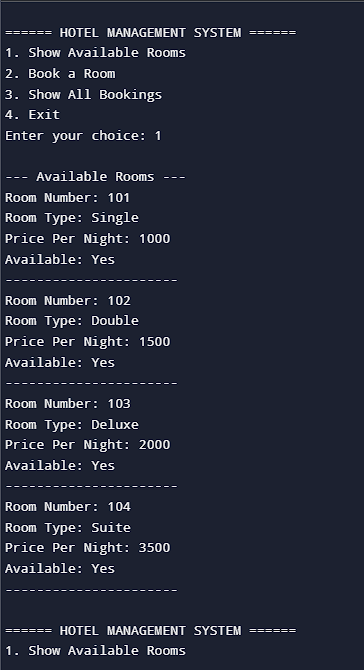 ====== HOTEL MANAGEMENT SYSTEM ======
1. Show Available Rooms
2. Book a Room
3. Show All Bookings
4. Exit
Enter your choice: 1
--- Available Rooms ---
Room Number: 101
Room Type: Single
Price Per Night: 1000
Available: Yes
----------------------
Room Number: 102
Room Type: Double
Price Per Night: 1500
Available: Yes
----------------------
Room Number: 103
Room Type: Deluxe
Price Per Night: 2000
Available: Yes
----------------------
Room Number: 104
Room Type: Suite
Price Per Night: 3500
Available: Yes
----------------------
====== HOTEL MANAGEMENT SYSTEM ======
1. Show Available Rooms